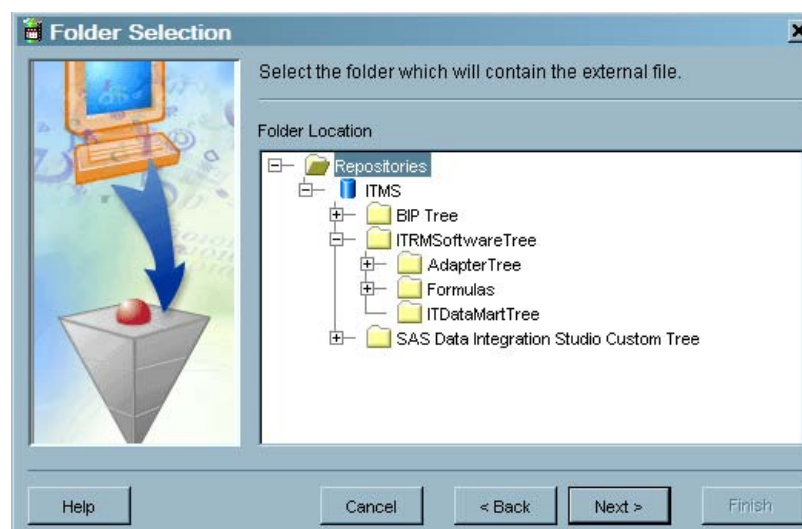 Folder Selection
Select the folder which will contain the external file.
Folder Location
Repositories
ITMS
BIP Tree
ITRMSoftwareTree
AdapterTree
Formulas
ITDataMartTree
SAS Data Integration Studio Custom Tree
Help
Cancel
< Back
Next >
Finish